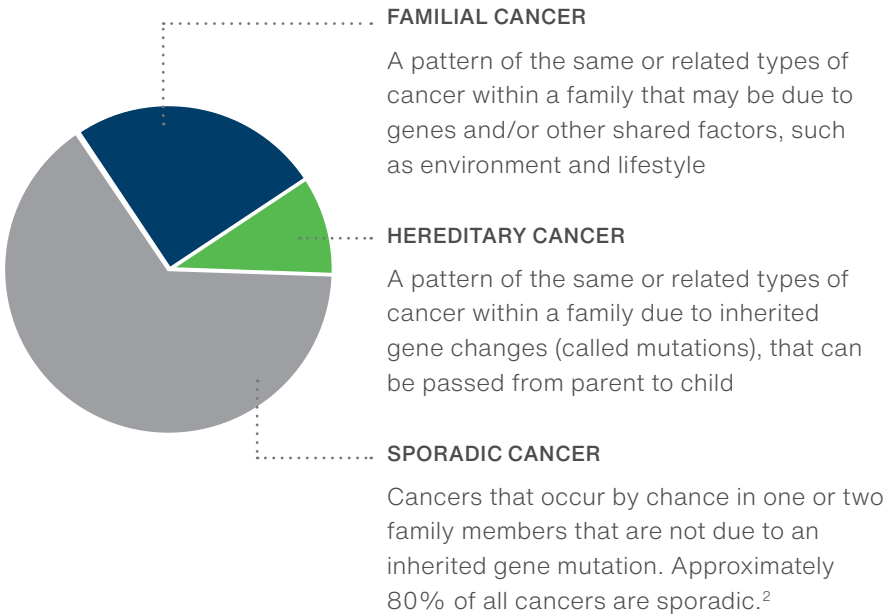 FAMILIAL CANCER
A pattern of the same or related types of
cancer within a family that may be due to
genes and/or other shared factors, such
as environment and lifestyle
HEREDITARY CANCER
A pattern of the same or related types of
cancer within a family due to inherited
gene changes (called mutations), that can
be passed from parent to child
SPORADIC CANCER
Cancers that occur by chance in one or two
family members that are not due to an
inherited gene mutation. Approximately
80% of all cancers are sporadic.²